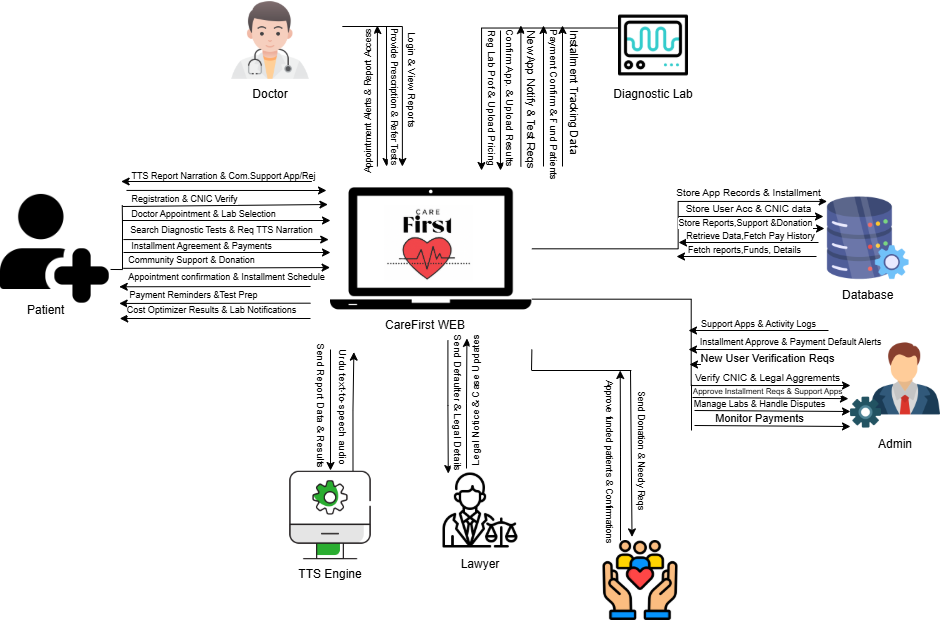 Doctor
Appointment Alerts & Report Access
Provide Prescription & Refer Tests
Login & View Reports
Reg Lab Prof & Upload Pricing
Confirm App. & Upload Results
New App Notify & Test Reqs
Payment Confirm & Fund Patients
Installment Tracking Data
Diagnostic Lab
TTS Report Narration & Com.Support App/Rej
Registration & CNIC Verify
Doctor Appointment & Lab Selection
Search Diagnostic Tests & Req TTS Narration
Installment Agreement & Payments
Community Support & Donation
Appointment confirmation & Installment Schedule
Payment Reminders &Test Prep
Cost Optimizer Results & Lab Notifications
Patient
CARE
First
CareFirst WEB
Store App Records & Installment
Store User Acc & CNIC data
Store Reports,Support &Donation
Retrieve Data,Fetch Pay History
Fetch reports,Funds, Details
Database
Support Apps & Activity Logs
Installment Approve & Payment Default Alerts
New User Verification Reqs
Verify CNIC & Legal Aggrements
Approve Installment Reqs & Support Apps
Manage Labs & Handle Disputes
Monitor Payments
Admin
Send Report Data & Results
Urdu text to speech audio
TTS Engine
Send Defaulter & Legal Details
Legal Notice & Case Updates
Lawyer
Approve funded patients & Confirmations
Send Donation & Needy Reqs